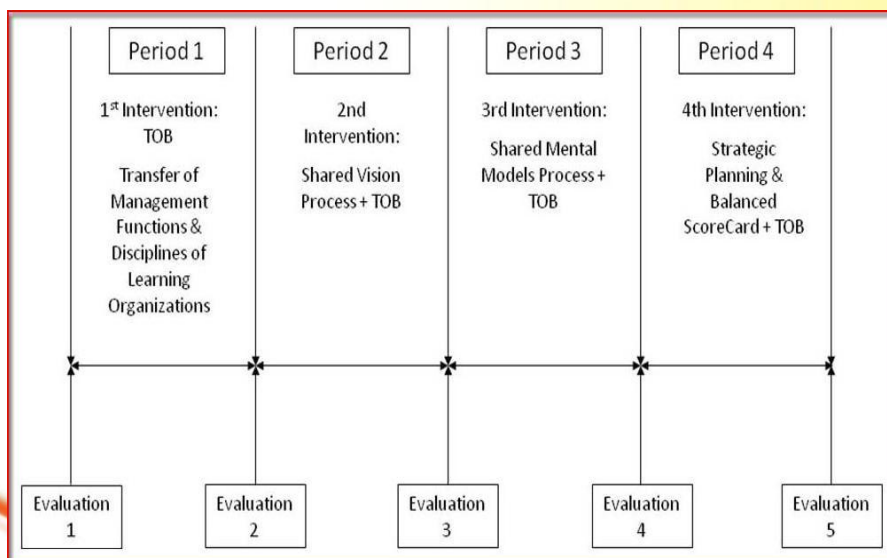 Period 1
1st Intervention:
TOB
Transfer of
Management
Functions &
Disciplines of
Learning
Organizations
Period 2
2nd
Intervention:
Shared Vision
Process + TOB
Period 3
3rd Intervention:
Shared Mental
Models Process +
TOB
Period 4
4th Intervention:
Strategic
Planning &
Balanced
ScoreCard + TOB
Evaluation
1
Evaluation
2
Evaluation
3
Evaluation
4
Evaluation
5